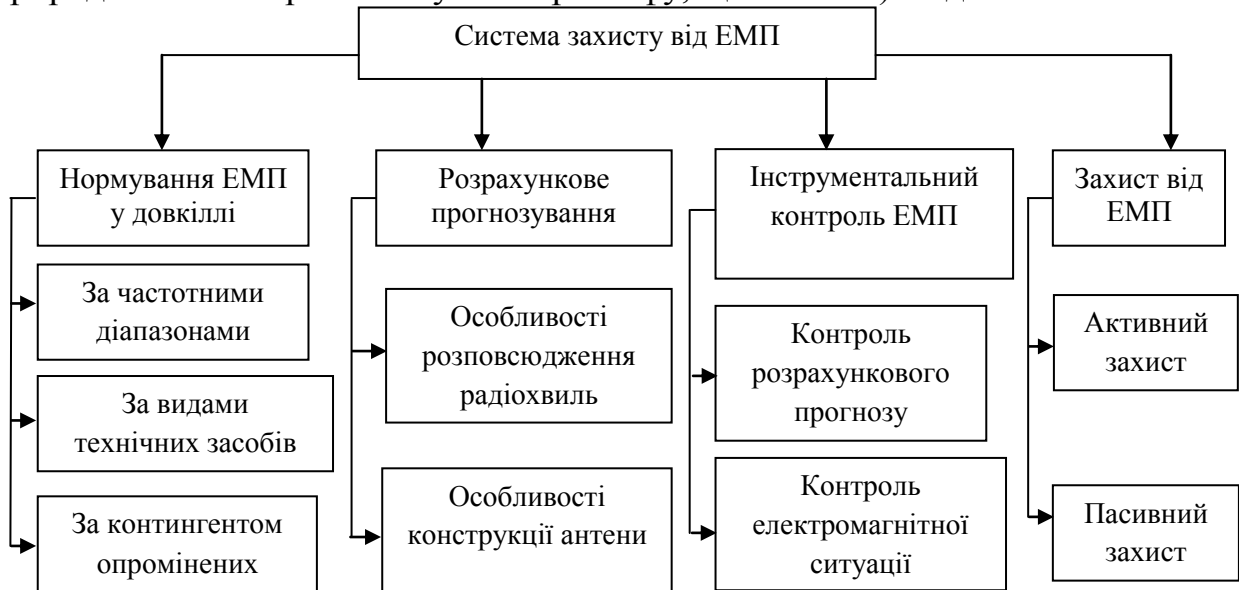 Система захисту від ЕМП
Нормування ЕМП
у довкіллі
Розрахункове
прогнозування
Інструментальний
контроль ЕМП
Захист від
ЕМП
За частотними
діапазонами
За видами
технічних засобів
За контингентом
опромінених
Особливості
розповсюдження
радіохвиль
Особливості
конструкції антени
Контроль
розрахункового
прогнозу
Контроль
електромагнітної
ситуації
Активний
захист
Пасивний
захист